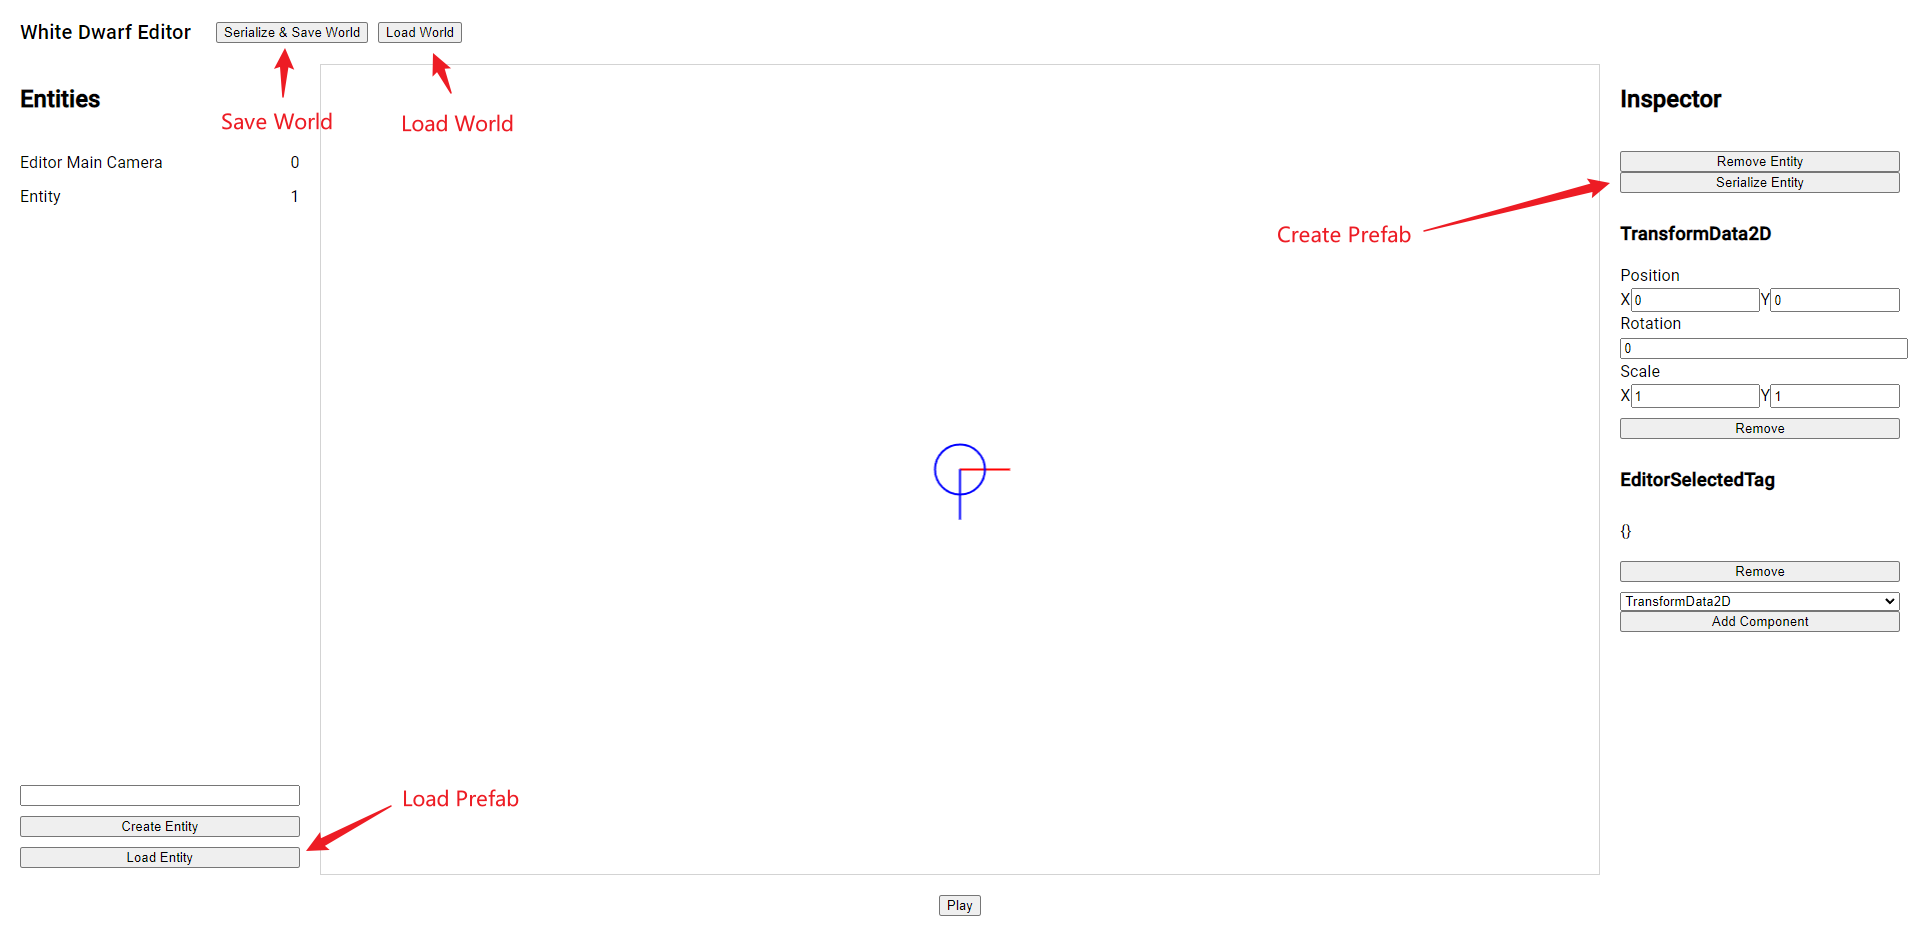 White Dwarf Editor Serialize & Save World Load World
Save World Load World
Entities
Editor Main Camera 0
Entity 1
Load Prefab
Create Entity
Load Entity
Play
Create Prefab
Inspector
Remove Entity
Serialize Entity
TransformData2D
Position
X 0 Y 0
Rotation
0
Scale
X 1 Y 1
Remove
EditorSelectedTag
{}
Remove
TransformData2D
Add Component